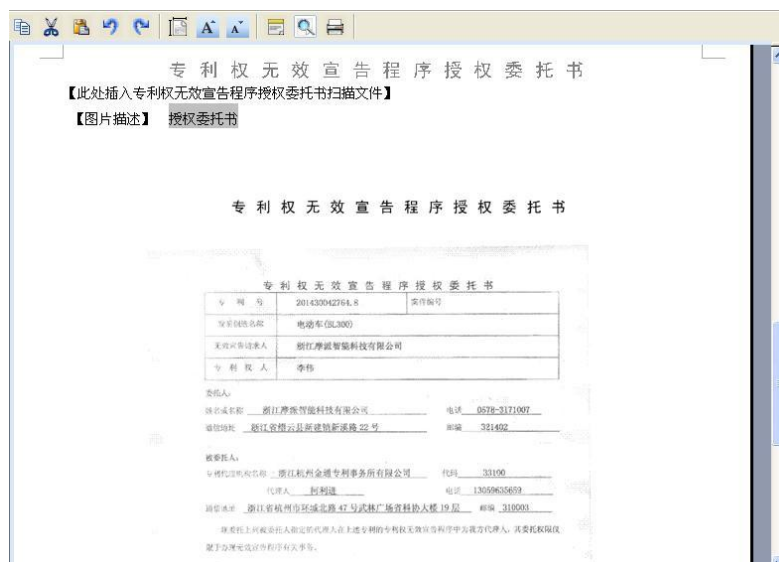 专利权无效宣告程序授权委托书
【此处插入专利权无效宣告程序授权委托书扫描文件】
【图片描述】 授权委托书
专利权无效宣告程序授权委托书
专利权无效宣告程序授权委托书
专利号 201430042764.8 案件编号
发明创造名称 电动车(SL300)
无效宣告请求人 浙江摩派智能科技有限公司
专利权人 李伟
委托人:
姓名或名称 浙江摩派智能科技有限公司 电话 0578-3171007
通信地址 浙江省缙云县新建镇新溪路22号 邮编 321402
被委托人:
专利代理机构名称 浙江杭州金通专利事务所有限公司 代码 33100
代理人 何利进 电话 13059635659
通信地址 浙江省杭州市环城北路47号武林广场省科协大楼19层 邮编 310003
现委托上列被委托人指定的代理人在上述专利的专利权无效宣告程序中为我方代理人,其委托权限仅
限于办理无效宣告程序有关事务。